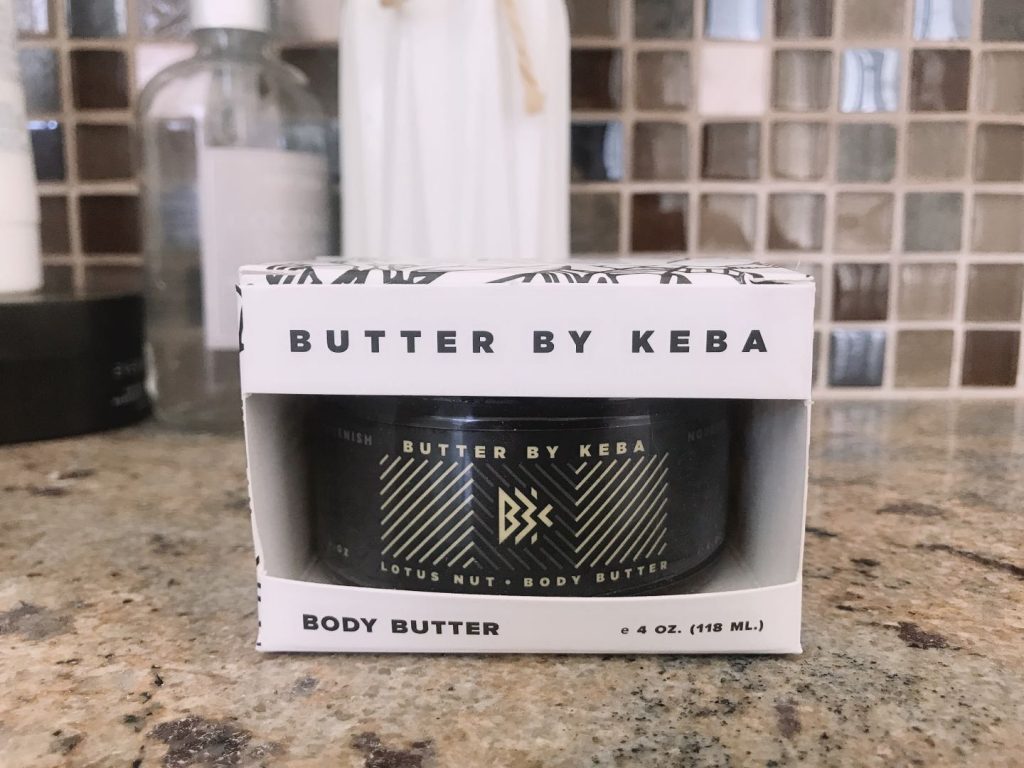 BUTTER BY KEBA
BUTTER BY KEBA
LOTUS NUT • BODY BUTTER
BODY BUTTER
e 4 OZ. (118 ML.)